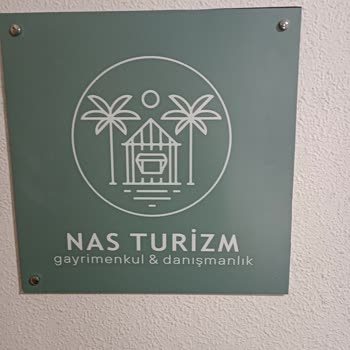 NAS TURİZM
gayrimenkul & danışmanlık